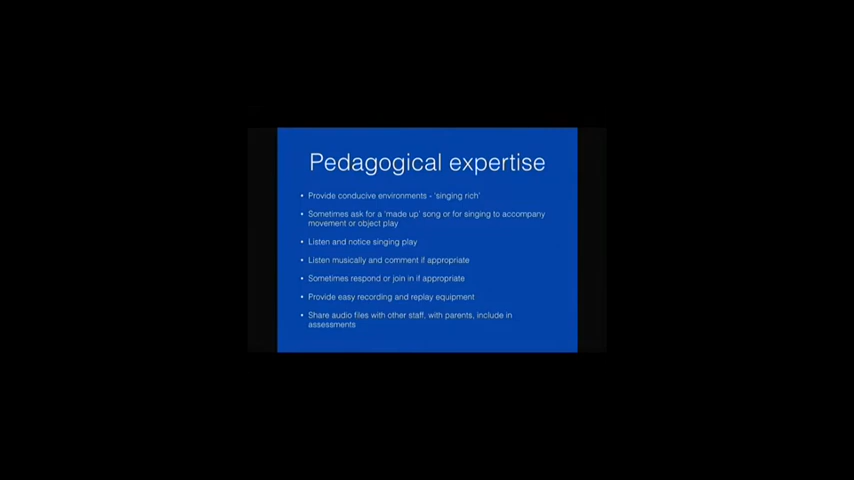 Pedagogical expertise
• Provide conducive environments - 'singing rich'
• Sometimes ask for a 'made up' song or for singing to accompany
movement or object play
• Listen and notice singing play
• Listen musically and comment if appropriate
• Sometimes respond or join in if appropriate
• Provide easy recording and replay equipment
• Share audio files with other staff, with parents, include in
assessments